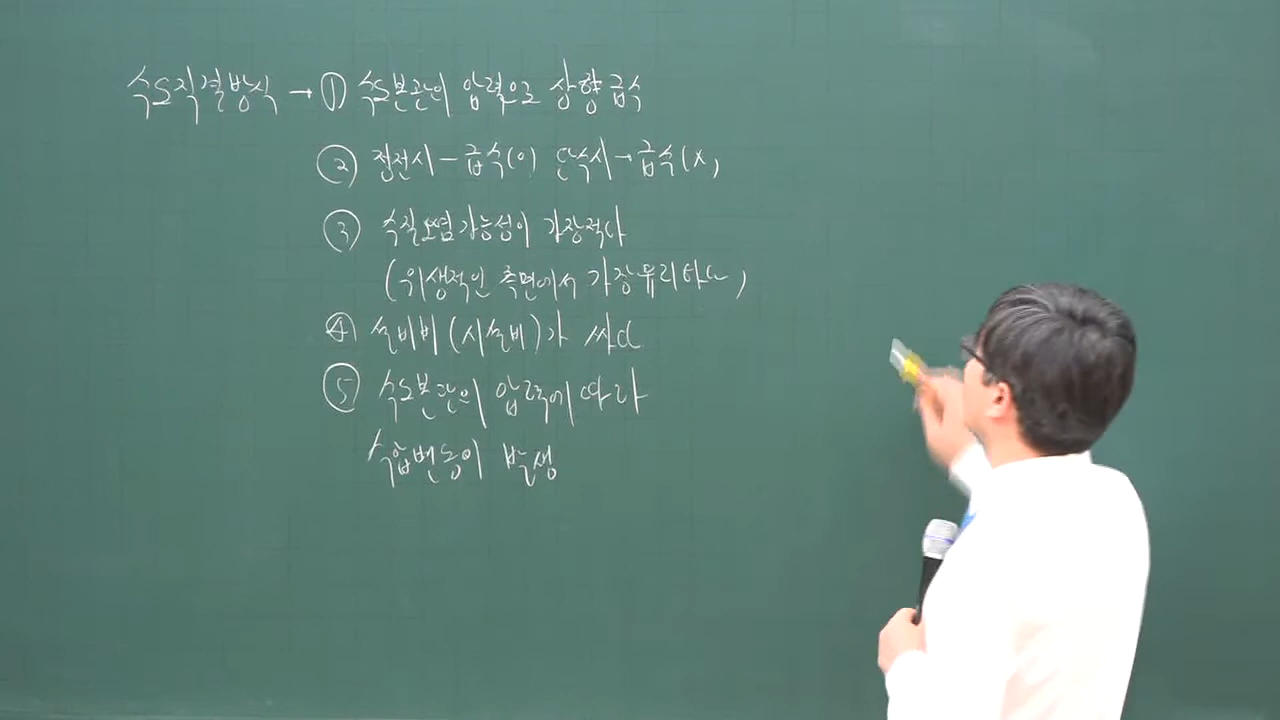 수도직결방식 → ① 수도본관의 압력으로 상향 급수
② 정전시 - 급수(O) 단수시 → 급수(X)
③ 수질오염 가능성이 가장적다
(위생적인 측면에서 가장 유리하다)
④ 설비비 (시설비)가 싸다
⑤ 수도본관의 압력에 따라
수압변동이 발생